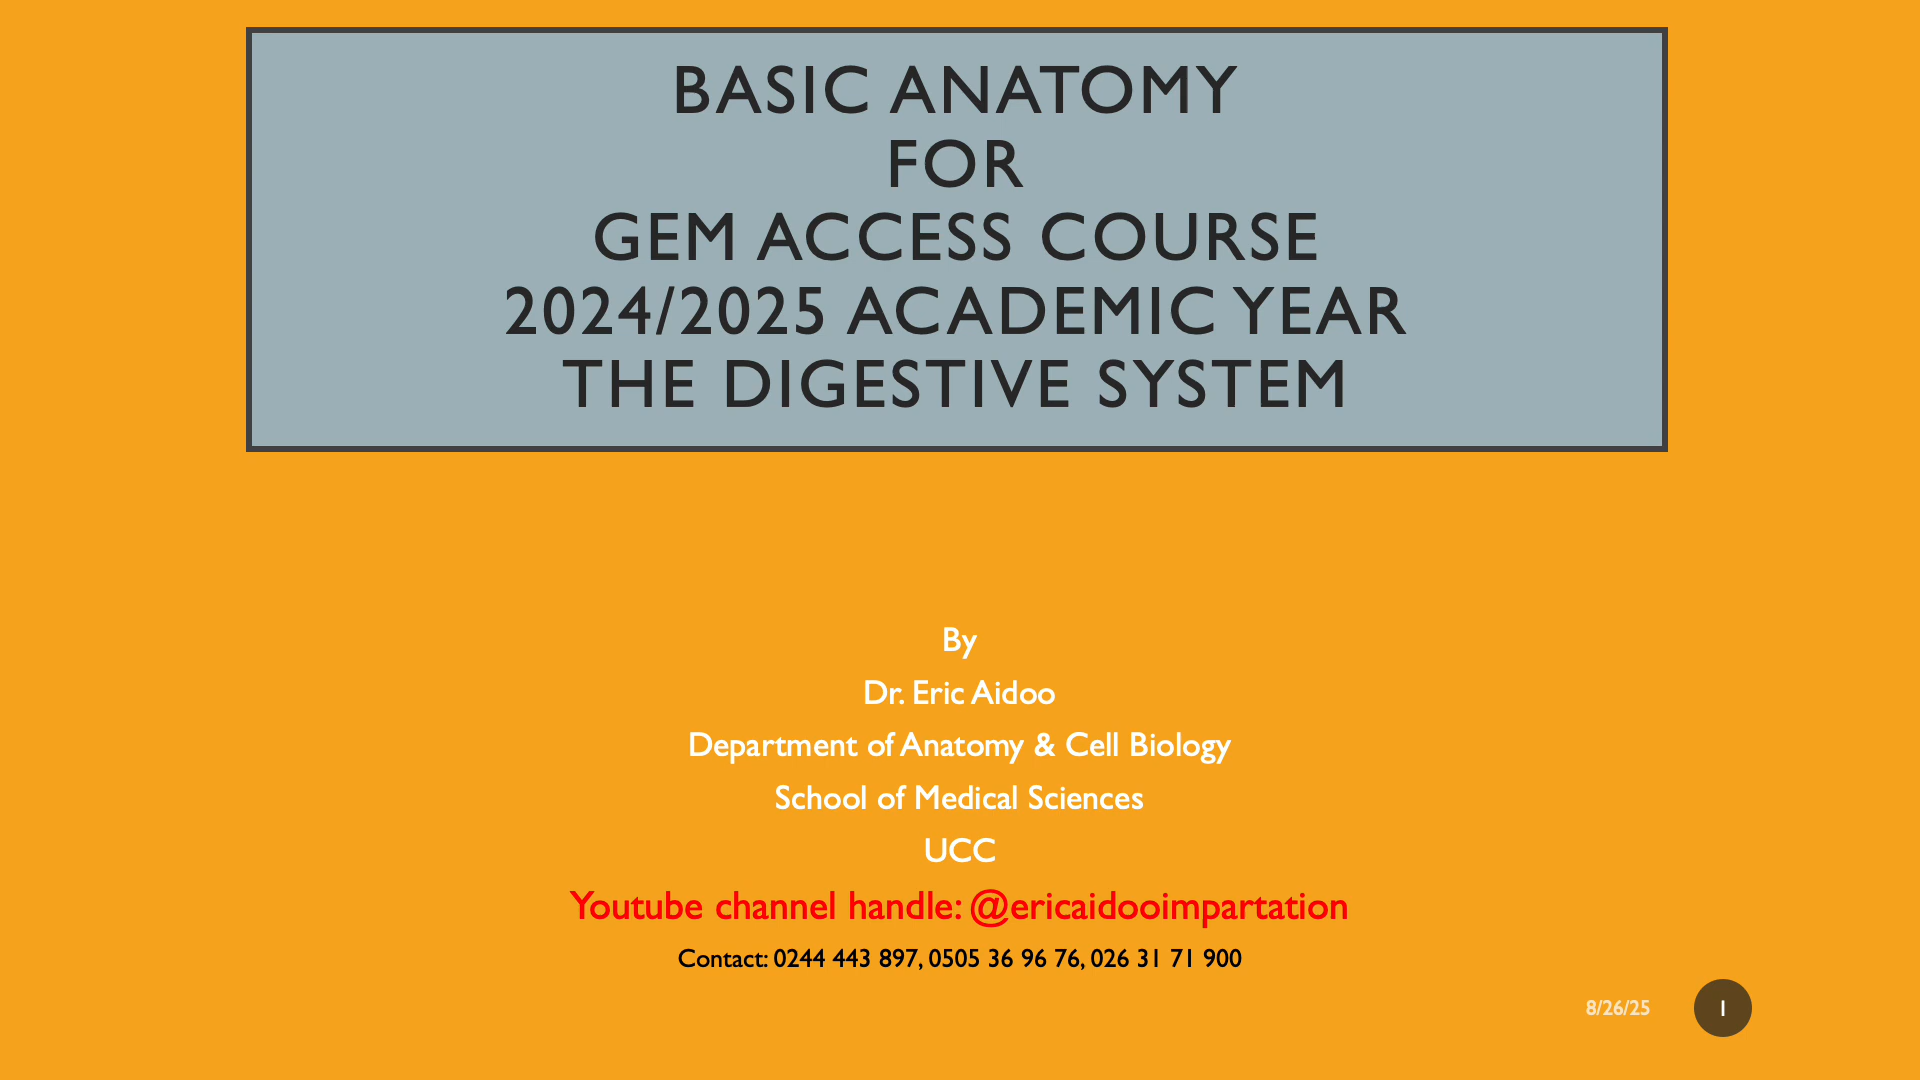 BASIC ANATOMY
FOR
GEM ACCESS COURSE
2024/2025 ACADEMIC YEAR
THE DIGESTIVE SYSTEM
By
Dr. Eric Aidoo
Department of Anatomy & Cell Biology
School of Medical Sciences
UCC
Youtube channel handle: @ericaidooimpartation
Contact: 0244 443 897, 0505 36 96 76, 026 31 71 900
8/26/25
1